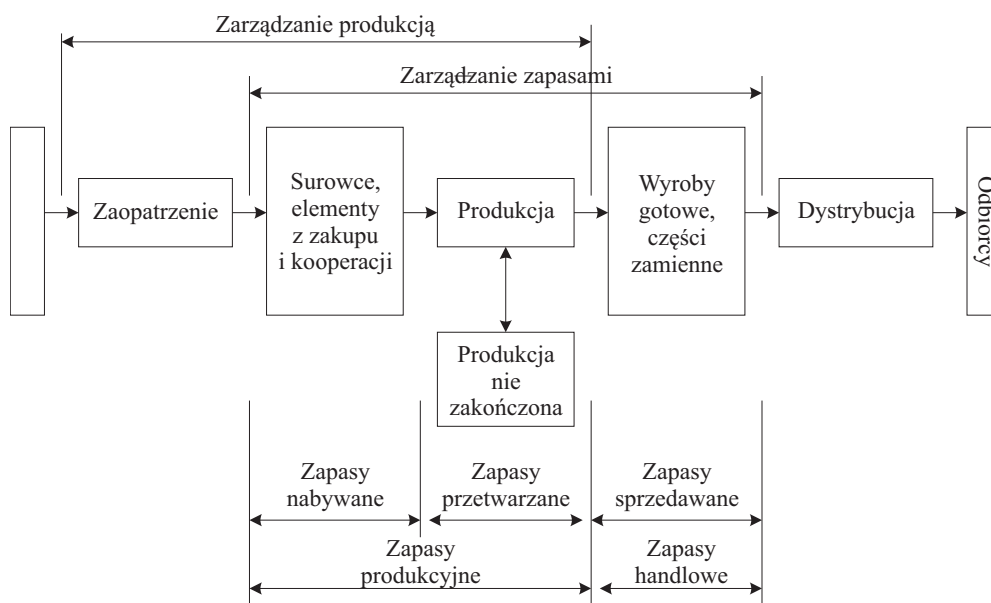 Zarządzanie produkcją
Zarządzanie zapasami
Zaopatrzenie
Surowce,
elementy
z zakupu
i kooperacji
Produkcja
Wyroby
gotowe,
części
zamienne
Dystrybucja
Odbiorcy
Produkcja
nie
zakończona
Zapasy
nabywane
Zapasy
przetwarzane
Zapasy
sprzedawane
Zapasy
produkcyjne
Zapasy
handlowe